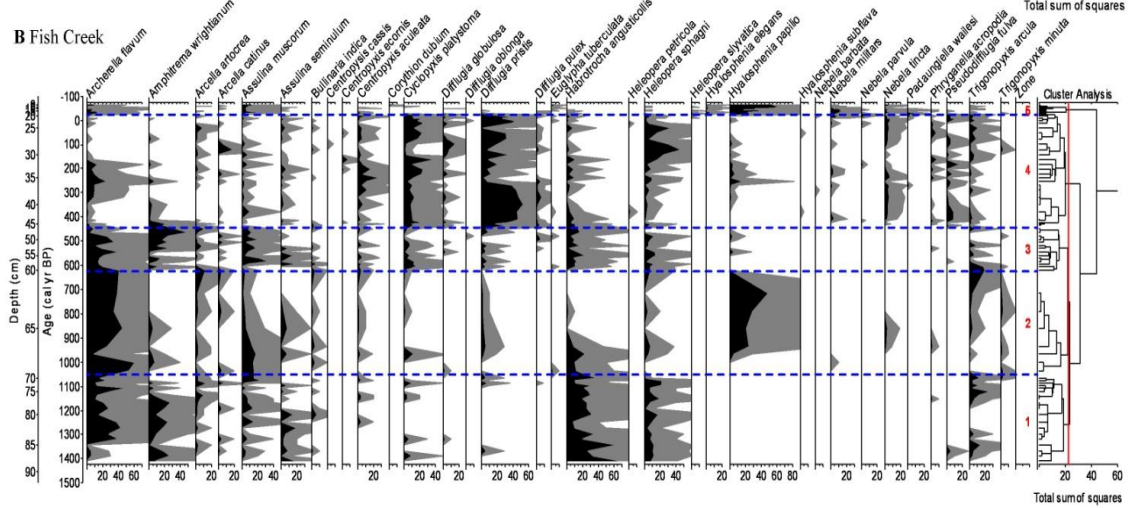 Total sum of squares
B Fish Creek
Archerella flavum
Amphitrema wrightianum
Arcella artocrea
Arcella catinus
Assulina muscorum
Assulina seminulum
Bullinaria indica
Centropyxis cassis
Centropyxis ecornis
Centropyxis aculeata
Corythion dubium
Cyclopyxis platystoma
Difflugia globulosa
Difflugia oblonga
Difflugia pristis
Difflugia pulex
Euglypha tuberculata
Nabrotrocha angusticollis
Heleopera petricola
Heleopera sphagni
Heleopera slyvatica
Hyalosphenia elegans
Hyalosphenia papilio
Hyalosphenia subflava
Nebela barbata
Nebela militars
Nebela parvula
Nebela tincta
Padaungiella wailesi
Phryganella acropodia
Pseudodifflugia fulva
Trigonopyxis arcula
Trigonopyxis minuta
Zone
Cluster Analysis
Depth (cm)
20 25 30 35 40 45 50 55 60 65 70 75 80 85 90
Age (cal yr BP)
-100 0 100 200 300 400 500 600 700 800 900 1000 1100 1200 1300 1400 1500
5
4
3
2
1
20 40 60 20 40 20 20 20 40 20 20 20 20 40 20 20 40 60 20 20 40 60 20 40 20 20 40 60 80 20 20 20 20 20 20 20 20 40 60
Total sum of squares